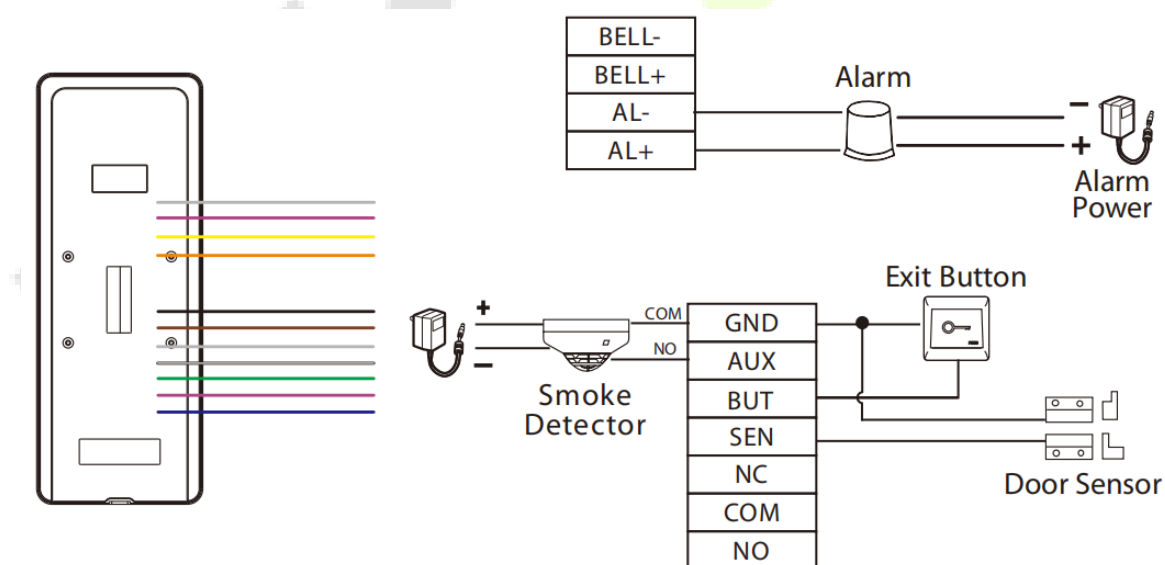 BELL-
BELL+
AL-
AL+
Alarm
−
+
Alarm
Power
+
−
Smoke
Detector
COM
NO
GND
AUX
BUT
SEN
NC
COM
NO
Exit Button
Door Sensor